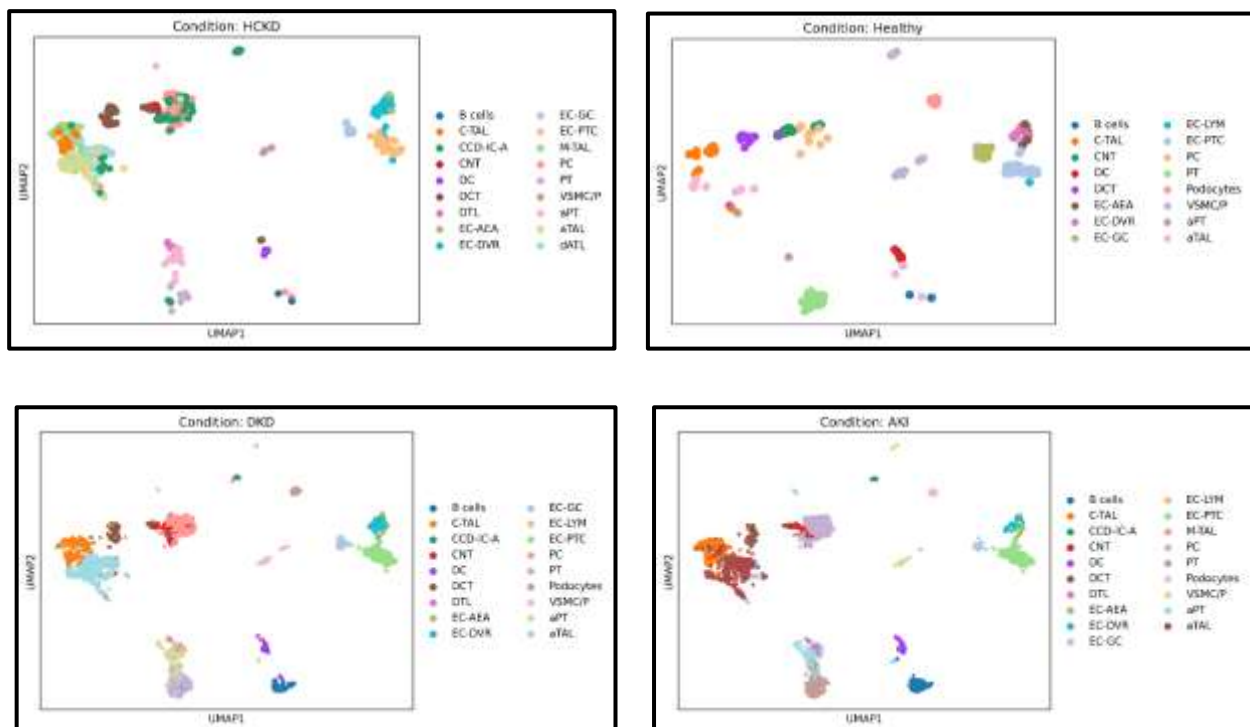 Condition: HCKD
UMAP2
UMAP1
B cells
C-TAL
CCD-IC-A
CNT
DC
DCT
DTL
EC-AEA
EC-DVR
EC-GC
EC-PTC
M-TAL
PC
PT
VSMC/P
aPT
aTAL
dATL
Condition: Healthy
UMAP2
UMAP1
B cells
C-TAL
CNT
DC
DCT
EC-AEA
EC-DVR
EC-GC
EC-LYM
EC-PTC
PC
PT
Podocytes
VSMC/P
aPT
aTAL
Condition: DKD
UMAP2
UMAP1
B cells
C-TAL
CCD-IC-A
CNT
DC
DCT
DTL
EC-AEA
EC-DVR
EC-GC
EC-LYM
EC-PTC
PC
PT
Podocytes
VSMC/P
aPT
aTAL
Condition: AKI
UMAP2
UMAP1
B cells
C-TAL
CCD-IC-A
CNT
DC
DCT
DTL
EC-AEA
EC-DVR
EC-GC
EC-LYM
EC-PTC
M-TAL
PC
PT
Podocytes
VSMC/P
aPT
aTAL